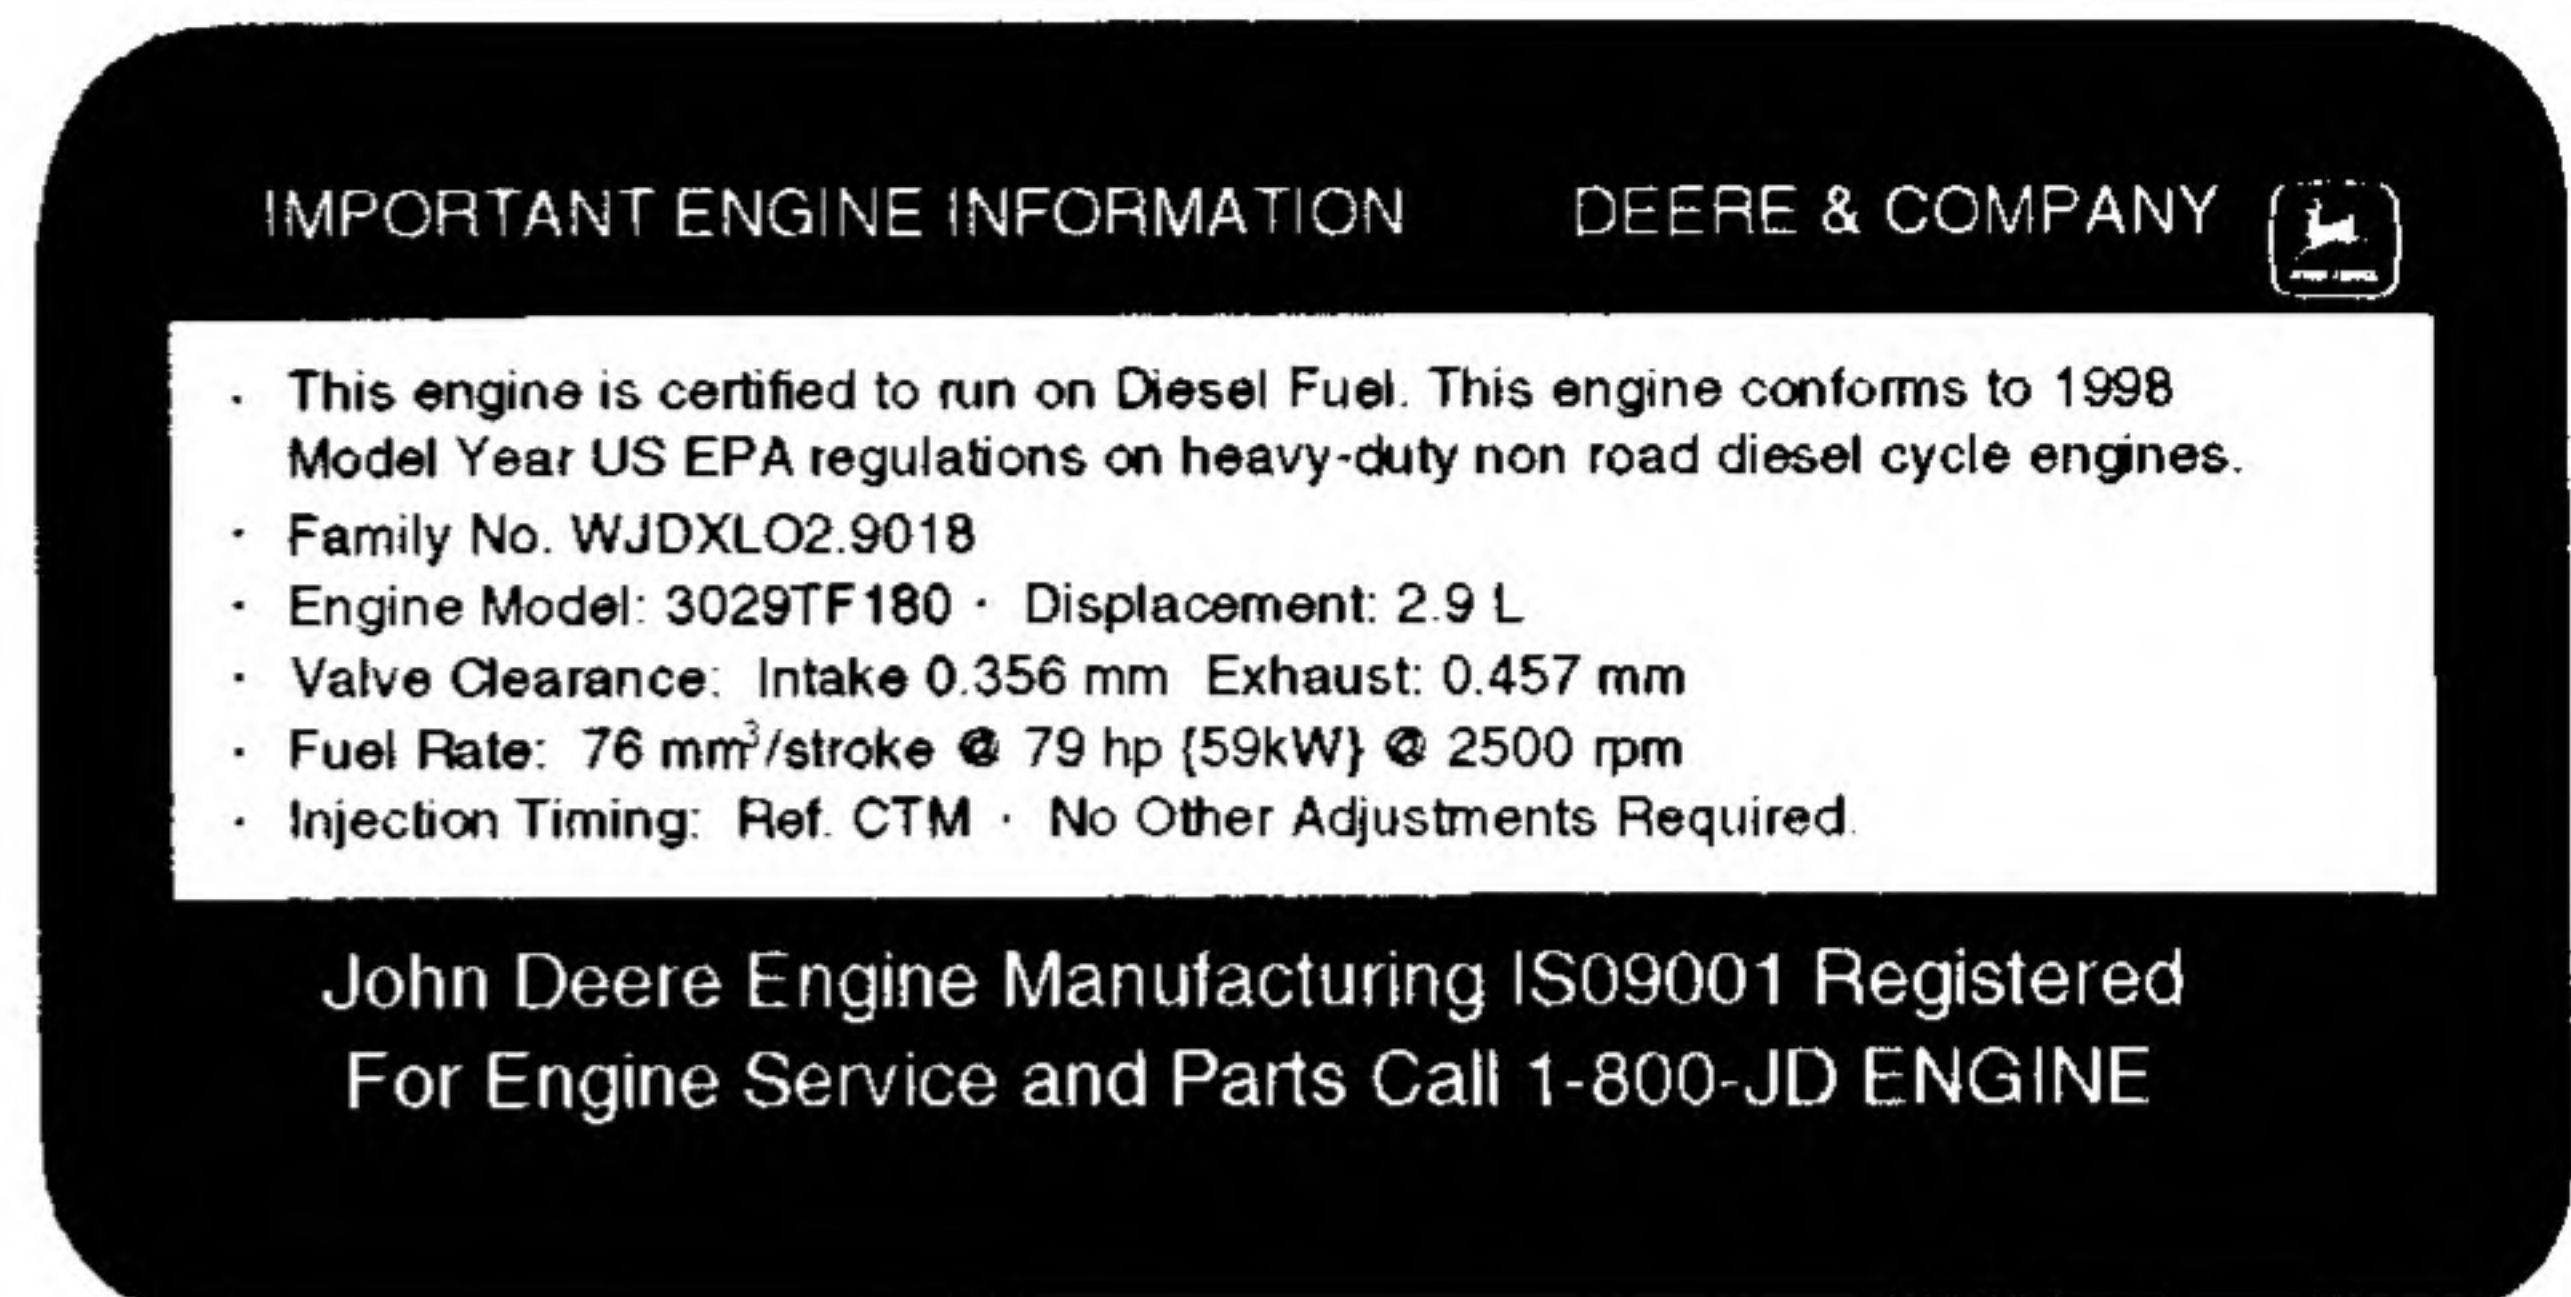 IMPORTANT ENGINE INFORMATION DEERE & COMPANY
· This engine is certified to run on Diesel Fuel. This engine conforms to 1998
Model Year US EPA regulations on heavy-duty non road diesel cycle engines.
· Family No. WJDXLO2.9018
· Engine Model: 3029TF180 · Displacement: 2.9 L
· Valve Clearance: Intake 0.356 mm Exhaust: 0.457 mm
· Fuel Rate: 76 mm³/stroke @ 79 hp {59kW} @ 2500 rpm
· Injection Timing: Ref. CTM · No Other Adjustments Required.
John Deere Engine Manufacturing IS09001 Registered
For Engine Service and Parts Call 1-800-JD ENGINE